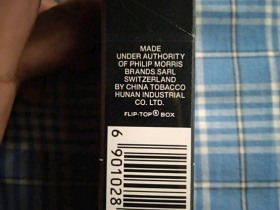 MADE
UNDER AUTHORITY
OF PHILIP MORRIS
BRANDS SARL
SWITZERLAND
BY CHINA TOBACCO
HUNAN INDUSTRIAL
CO. LTD.
FLIP-TOP® BOX
6 901028